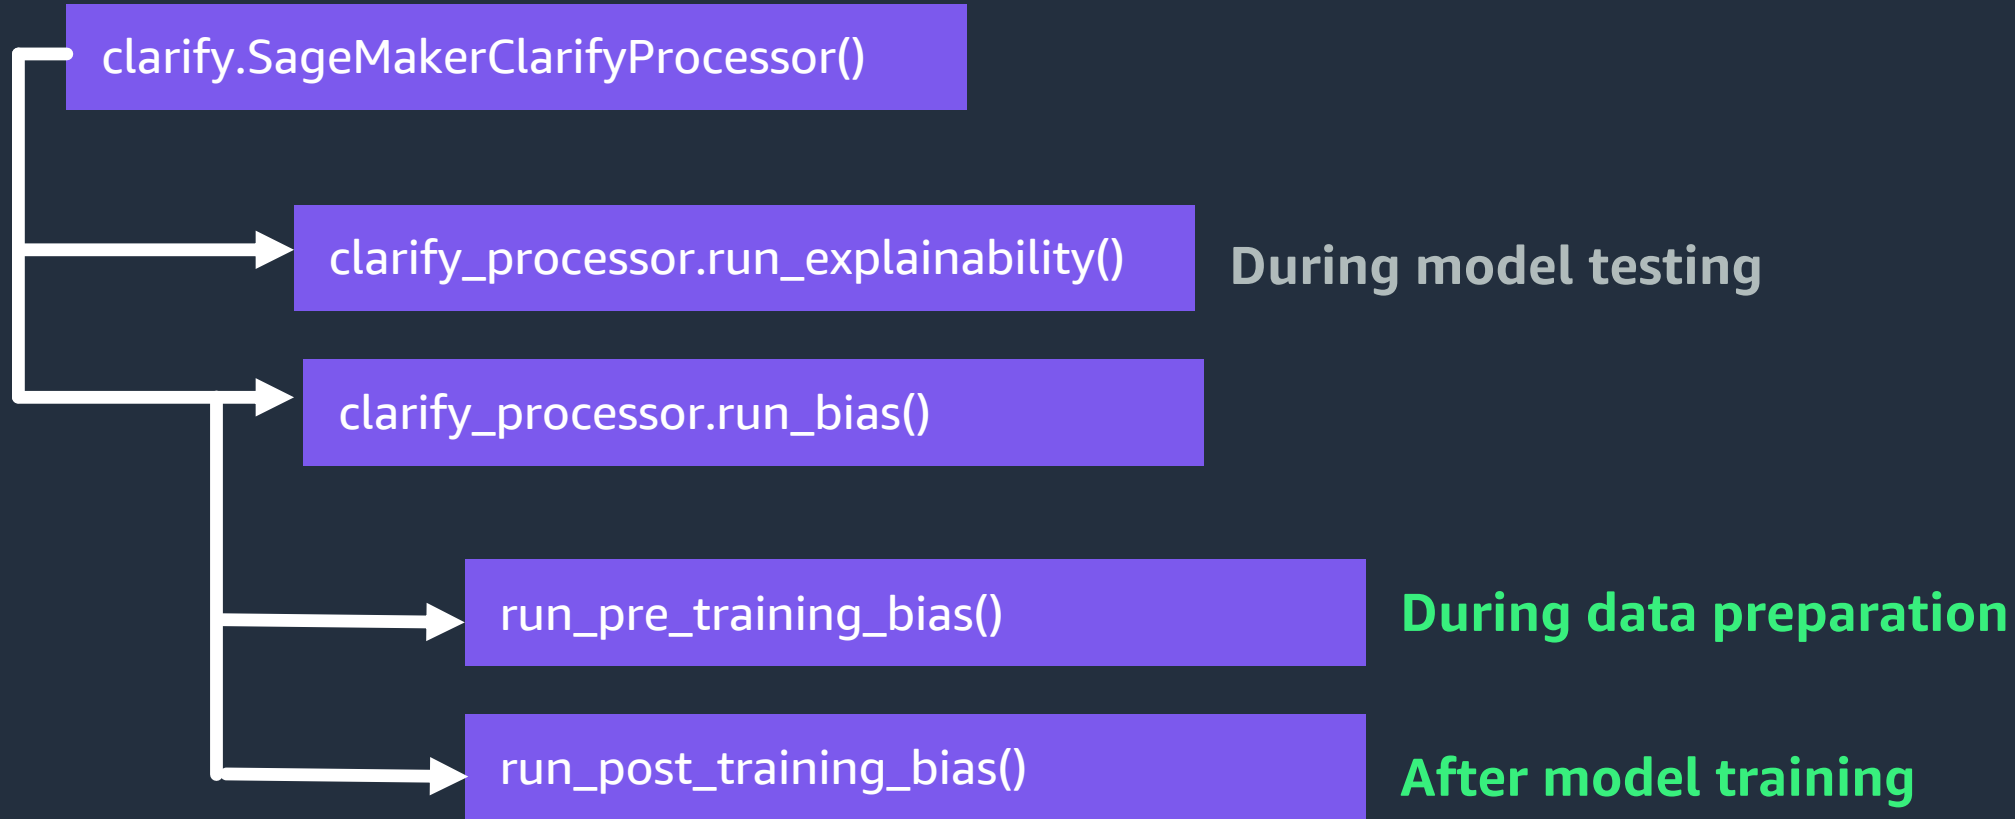 clarify.SageMakerClarifyProcessor()
clarify_processor.run_explainability()
During model testing
clarify_processor.run_bias()
run_pre_training_bias()
During data preparation
run_post_training_bias()
After model training